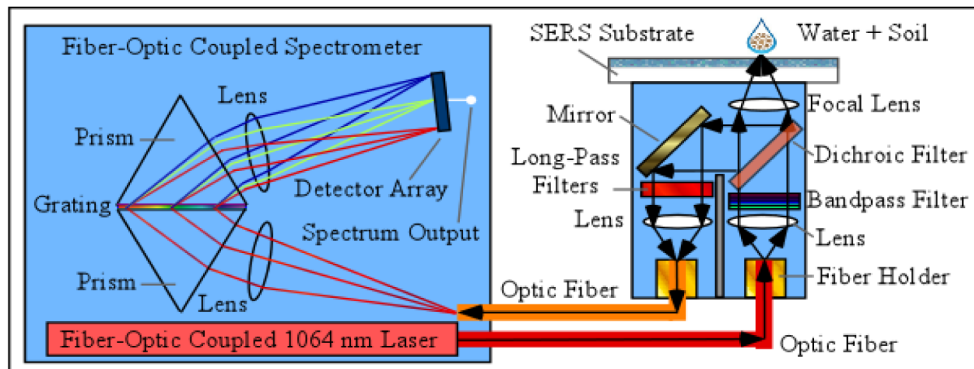 Fiber-Optic Coupled Spectrometer
Lens
Prism
Detector Array
Grating
Spectrum Output
Prism
Lens
Fiber-Optic Coupled 1064 nm Laser
SERS Substrate
Water + Soil
Mirror
Focal Lens
Long-Pass
Filters
Dichroic Filter
Bandpass Filter
Lens
Lens
Fiber Holder
Optic Fiber
Optic Fiber